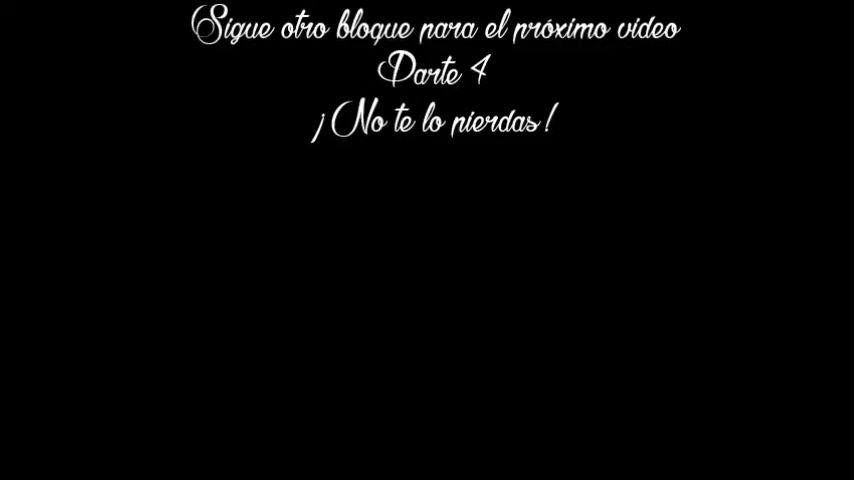 Sigue otro bloque para el próximo video
Parte 4
¡No te lo pierdas!